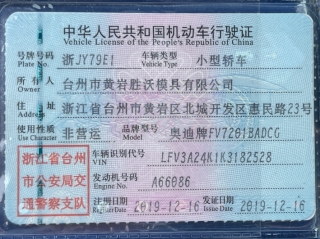 中华人民共和国机动车行驶证
Vehicle License of the People's Republic of China
号牌号码 浙JY79E1 车辆类型 小型轿车
Plate No. Vehicle Type
所有人 台州市黄岩胜沃模具有限公司
Owner
住址 浙江省台州市黄岩区北城开发区惠民路23号
Address
使用性质 非营运 品牌型号 奥迪牌FV7201BADCG
Use Character Model
浙江省台州市公安局交通警察支队
车辆识别代号 LFV3A24K1K3182528
VIN
发动机号码 A66086
Engine No.
注册日期 2019-12-16 发证日期 2019-12-16
Register Date Issue Date